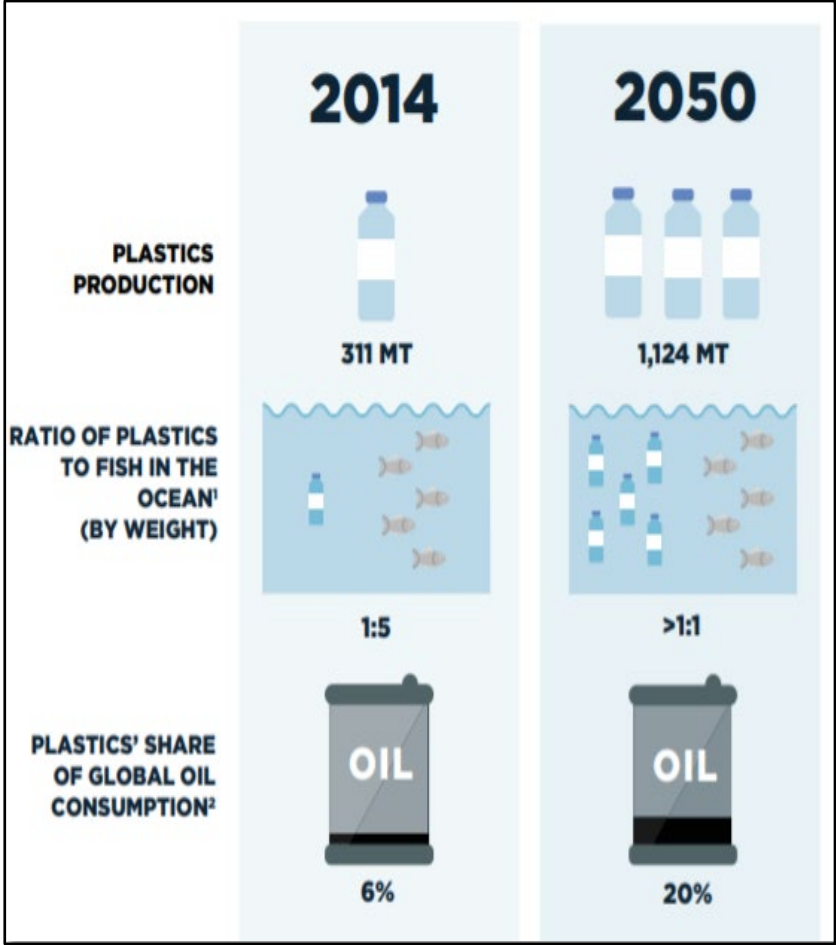 2014
2050
PLASTICS
PRODUCTION
311 MT
1,124 MT
RATIO OF PLASTICS
TO FISH IN THE
OCEAN¹
(BY WEIGHT)
1:5
>1:1
PLASTICS' SHARE
OF GLOBAL OIL
CONSUMPTION²
OIL
OIL
6%
20%